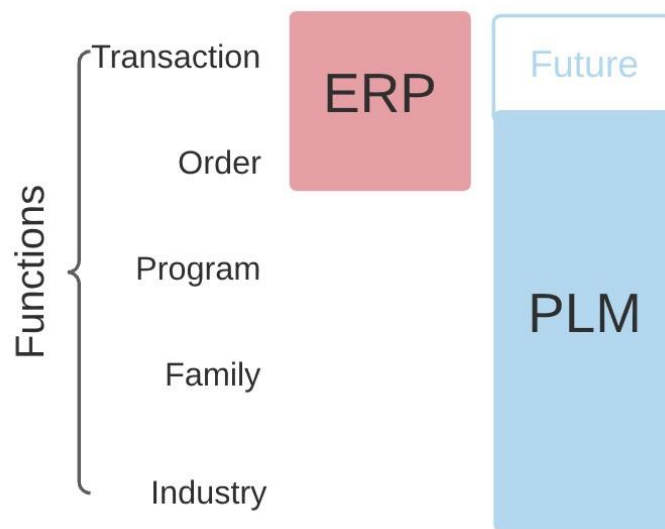 Functions
Transaction
Order
Program
Family
Industry
ERP
Future
PLM